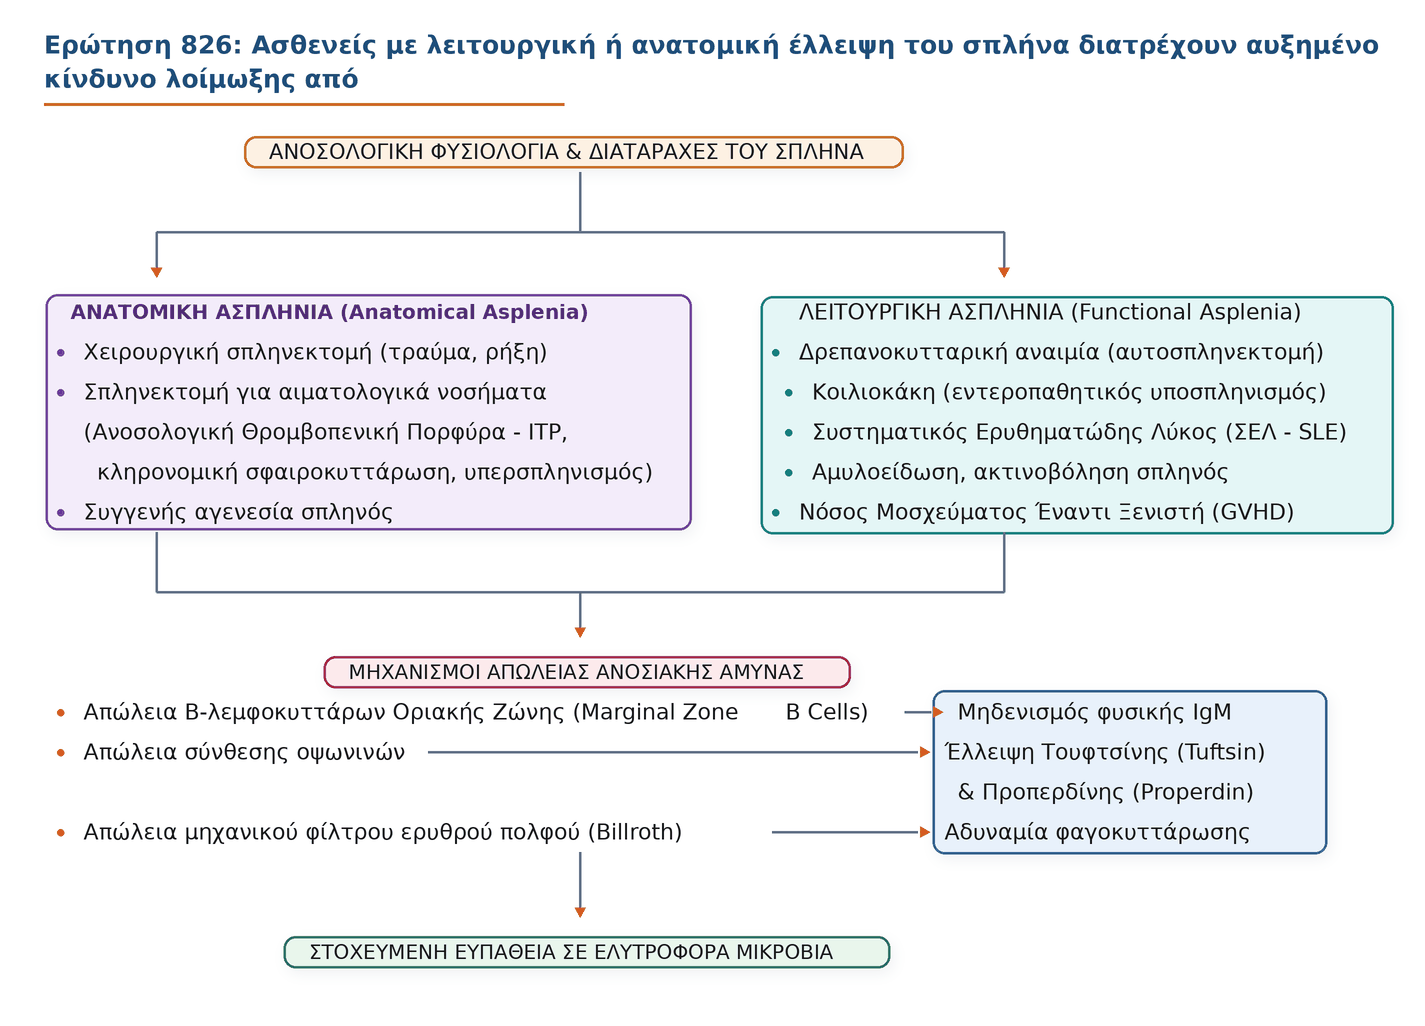 Ερώτηση 826: Ασθενείς με λειτουργική ή ανατομική έλλειψη του σπλήνα διατρέχουν αυξημένο
κίνδυνο λοίμωξης από
ΑΝΟΣΟΛΟΓΙΚΗ ΦΥΣΙΟΛΟΓΙΑ & ΔΙΑΤΑΡΑΧΕΣ ΤΟΥ ΣΠΛΗΝΑ
ΑΝΑΤΟΜΙΚΗ ΑΣΠΛΗΝΙΑ (Anatomical Asplenia)
• Χειρουργική σπληνεκτομή (τραύμα, ρήξη)
• Σπληνεκτομή για αιματολογικά νοσήματα
(Ανοσολογική Θρομβοπενική Πορφύρα - ITP,
κληρονομική σφαιροκυττάρωση, υπερσπληνισμός)
• Συγγενής αγενεσία σπληνός
ΛΕΙΤΟΥΡΓΙΚΗ ΑΣΠΛΗΝΙΑ (Functional Asplenia)
• Δρεπανοκυτταρική αναιμία (αυτοσπληνεκτομή)
• Κοιλιοκάκη (εντεροπαθητικός υποσπληνισμός)
• Συστηματικός Ερυθηματώδης Λύκος (ΣΕΛ - SLE)
• Αμυλοείδωση, ακτινοβόληση σπληνός
• Νόσος Μοσχεύματος Έναντι Ξενιστή (GVHD)
ΜΗΧΑΝΙΣΜΟΙ ΑΠΩΛΕΙΑΣ ΑΝΟΣΙΑΚΗΣ ΑΜΥΝΑΣ
• Απώλεια Β-λεμφοκυττάρων Οριακής Ζώνης (Marginal Zone B Cells)
Μηδενισμός φυσικής IgM
• Απώλεια σύνθεσης οψωνινών
Έλλειψη Τουφτσίνης (Tuftsin)
& Προπερδίνης (Properdin)
• Απώλεια μηχανικού φίλτρου ερυθρού πολφού (Billroth)
Αδυναμία φαγοκυττάρωσης
ΣΤΟΧΕΥΜΕΝΗ ΕΥΠΑΘΕΙΑ ΣΕ ΕΛΥΤΡΟΦΟΡΑ ΜΙΚΡΟΒΙΑ